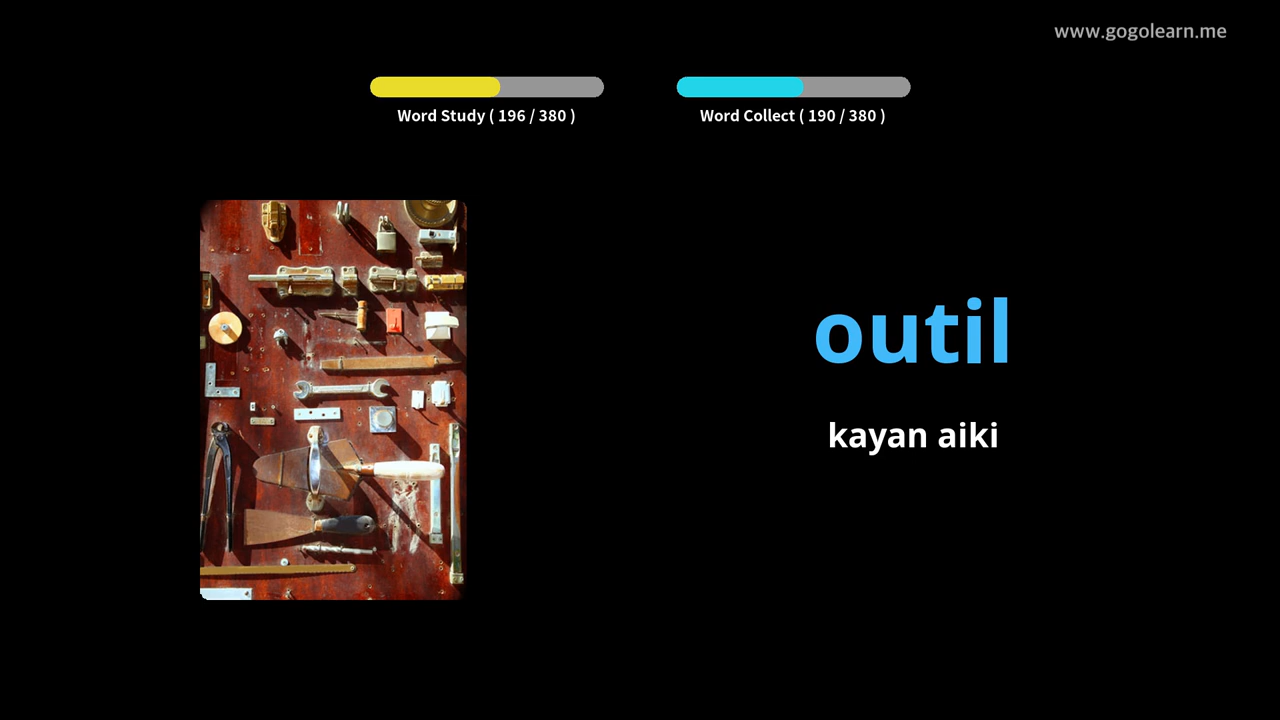 www.gogolearn.me
Word Study ( 196 / 380 )
Word Collect ( 190 / 380 )
outil
kayan aiki